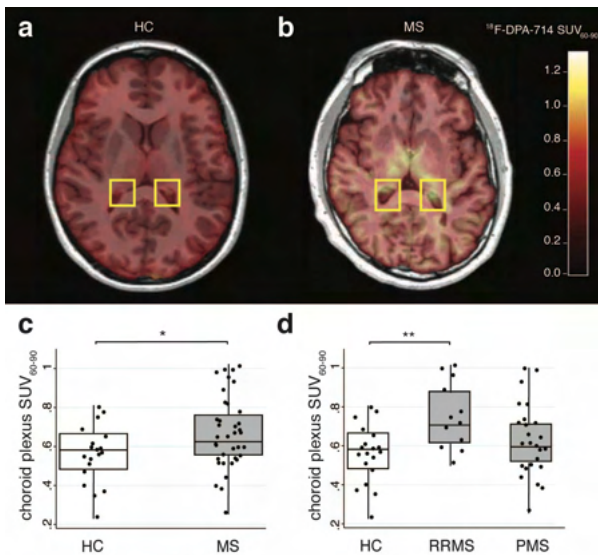 a
HC
b
MS
¹⁸F-DPA-714 SUV₆₀₋₉₀
1.2
1.0
0.8
0.6
0.4
0.2
0.0
c
*
choroid plexus SUV₆₀₋₉₀
1
.8
.6
.4
.2
HC
MS
d
**
choroid plexus SUV₆₀₋₉₀
1
.8
.6
.4
.2
HC
RRMS
PMS